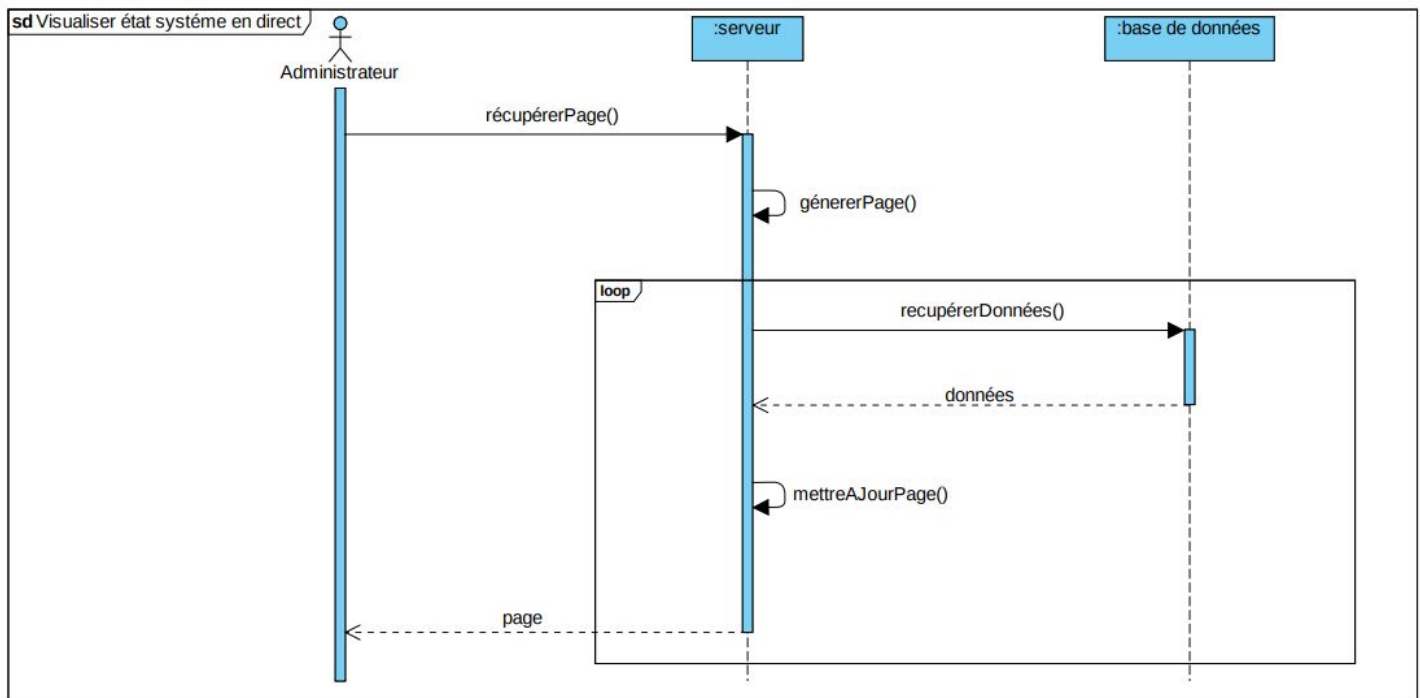 sd Visualiser état systéme en direct
:serveur
:base de données
Administrateur
récupérerPage()
génererPage()
loop
recupérerDonnées()
données
mettreAJourPage()
page